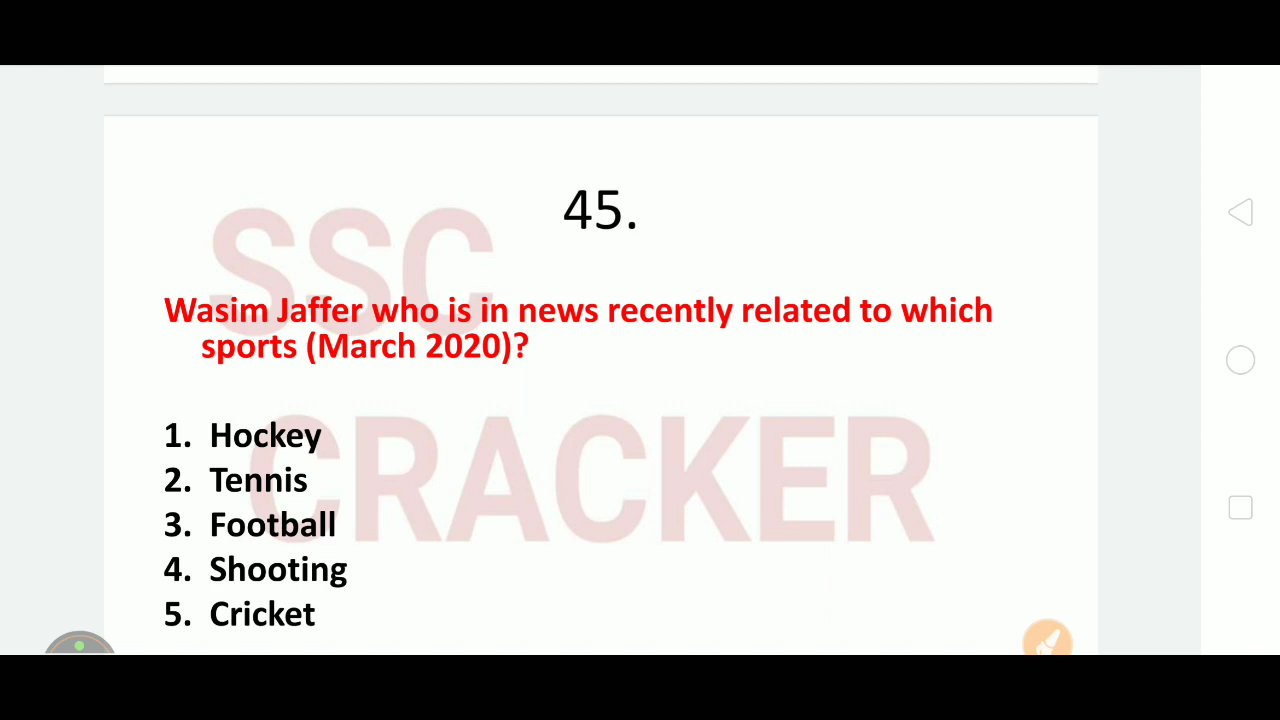 45.
SSC
Wasim Jaffer who is in news recently related to which
sports (March 2020)?
CRACKER
1. Hockey
2. Tennis
3. Football
4. Shooting
5. Cricket